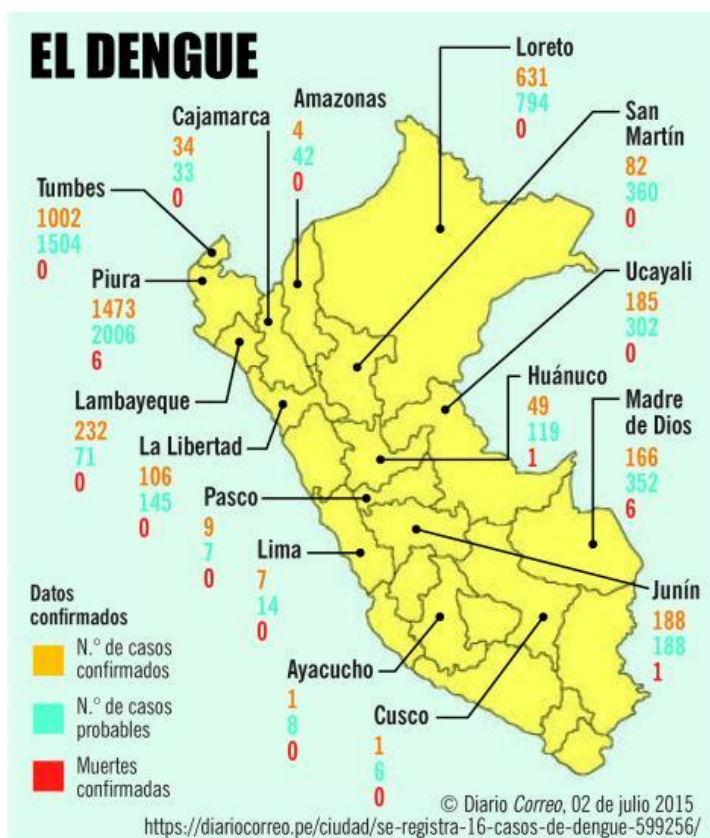 EL DENGUE
Loreto
631
794
0
Amazonas
4
42
0
Cajamarca
34
33
0
San
Martín
82
360
0
Tumbes
1002
1504
0
Piura
1473
2006
6
Ucayali
185
302
0
Lambayeque
232
71
0
Huánuco
49
119
1
Madre
de Dios
166
352
6
La Libertad
106
145
0
Pasco
9
7
0
Lima
7
14
0
Junín
188
188
1
Ayacucho
1
8
0
Cusco
1
6
0
Datos
confirmados
N.° de casos
confirmados
N.° de casos
probables
Muertes
confirmadas
© Diario Correo, 02 de julio 2015
https://diariocorreo.pe/ciudad/se-registra-16-casos-de-dengue-599256/